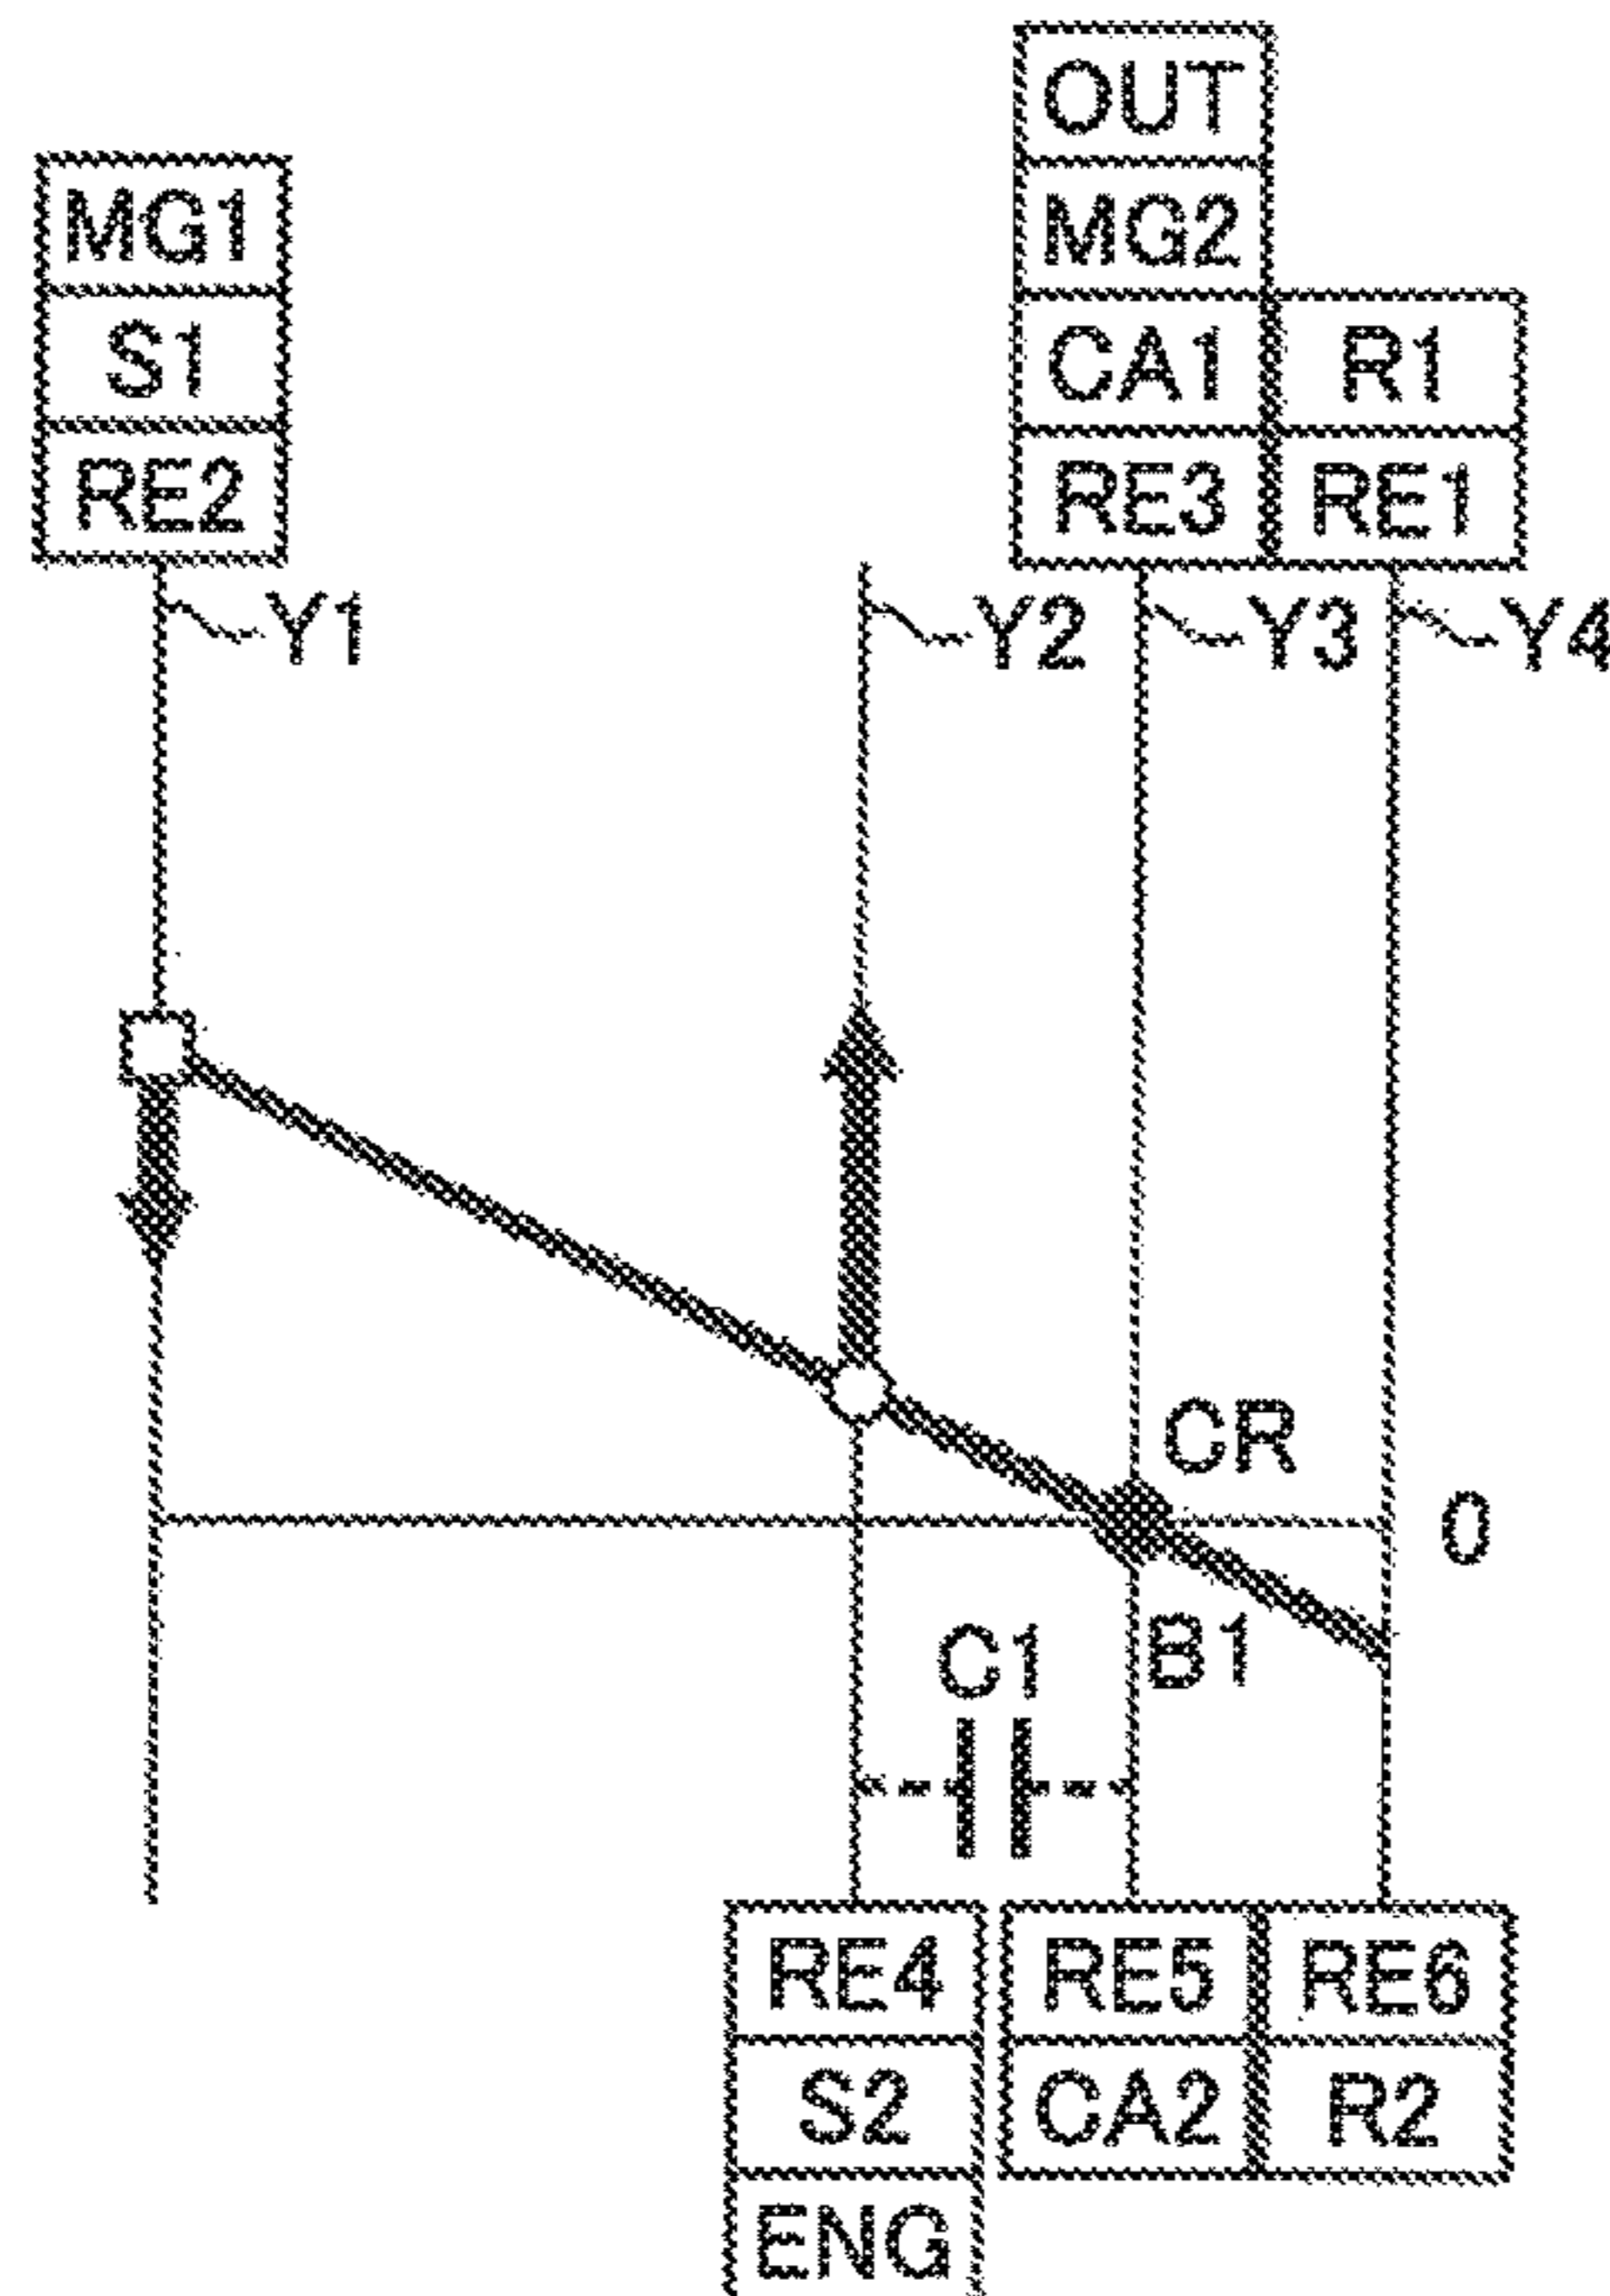 OUT
MG1
MG2
S1
CA1 R1
RE2
RE3 RE1
Y1 Y2 Y3 Y4
CR
0
C1 B1
RE4 RE5 RE6
S2 CA2 R2
ENG